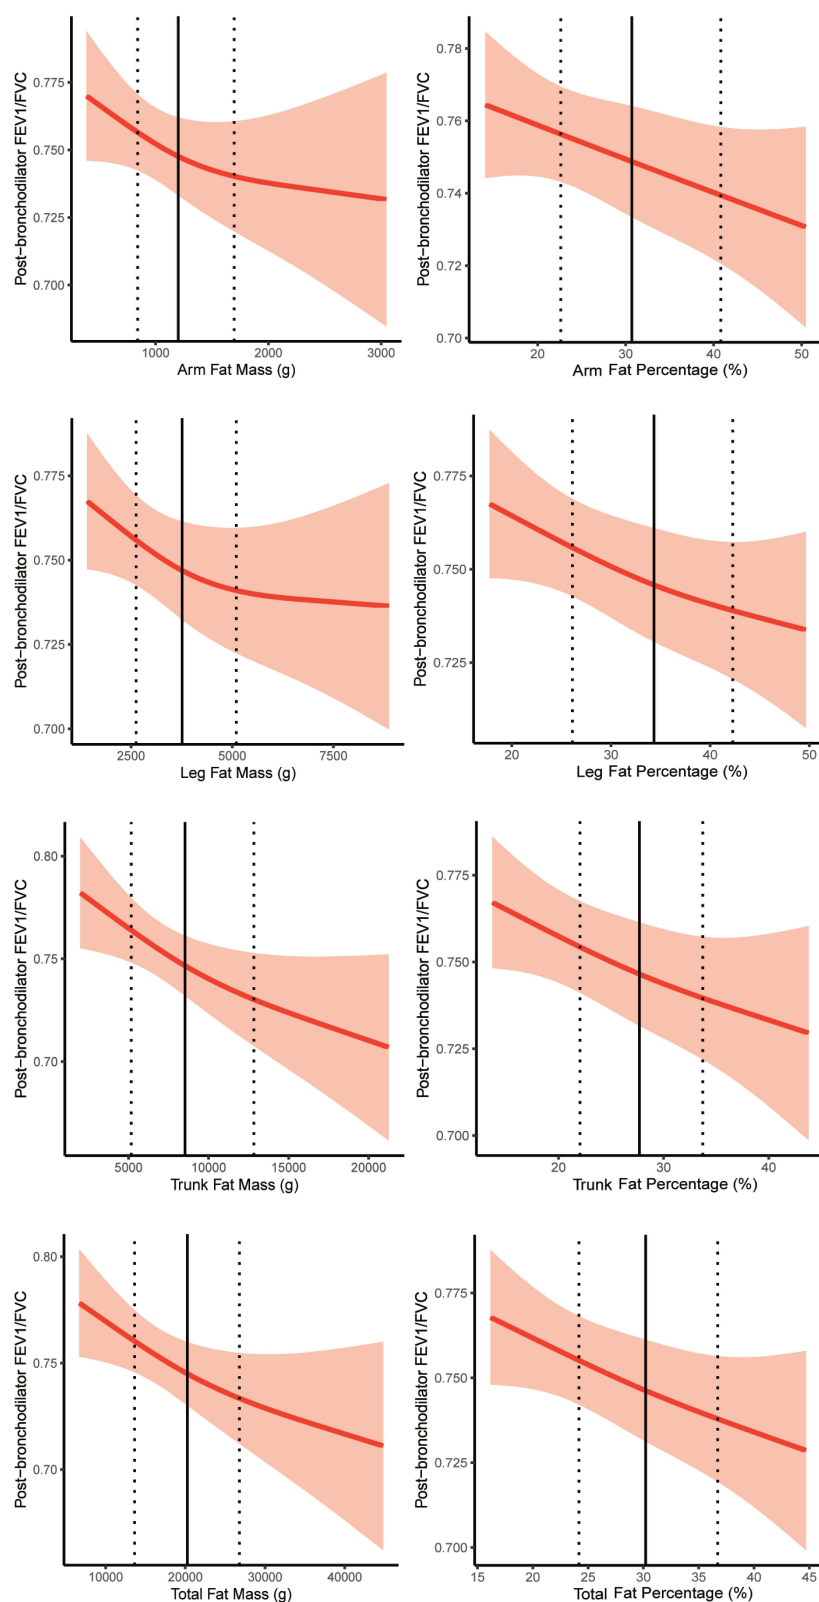 Post−bronchodilator FEV1/FVC
0.775
0.750
0.725
0.700
1000 2000 3000
Arm Fat Mass (g)
Post−bronchodilator FEV1/FVC
0.78
0.76
0.74
0.72
0.70
20 30 40 50
Arm Fat Percentage (%)
Post−bronchodilator FEV1/FVC
0.775
0.750
0.725
0.700
2500 5000 7500
Leg Fat Mass (g)
Post−bronchodilator FEV1/FVC
0.775
0.750
0.725
20 30 40 50
Leg Fat Percentage (%)
Post−bronchodilator FEV1/FVC
0.80
0.75
0.70
5000 10000 15000 20000
Trunk Fat Mass (g)
Post−bronchodilator FEV1/FVC
0.775
0.750
0.725
0.700
20 30 40
Trunk Fat Percentage (%)
Post−bronchodilator FEV1/FVC
0.80
0.75
0.70
10000 20000 30000 40000
Total Fat Mass (g)
Post−bronchodilator FEV1/FVC
0.775
0.750
0.725
0.700
15 20 25 30 35 40 45
Total Fat Percentage (%)